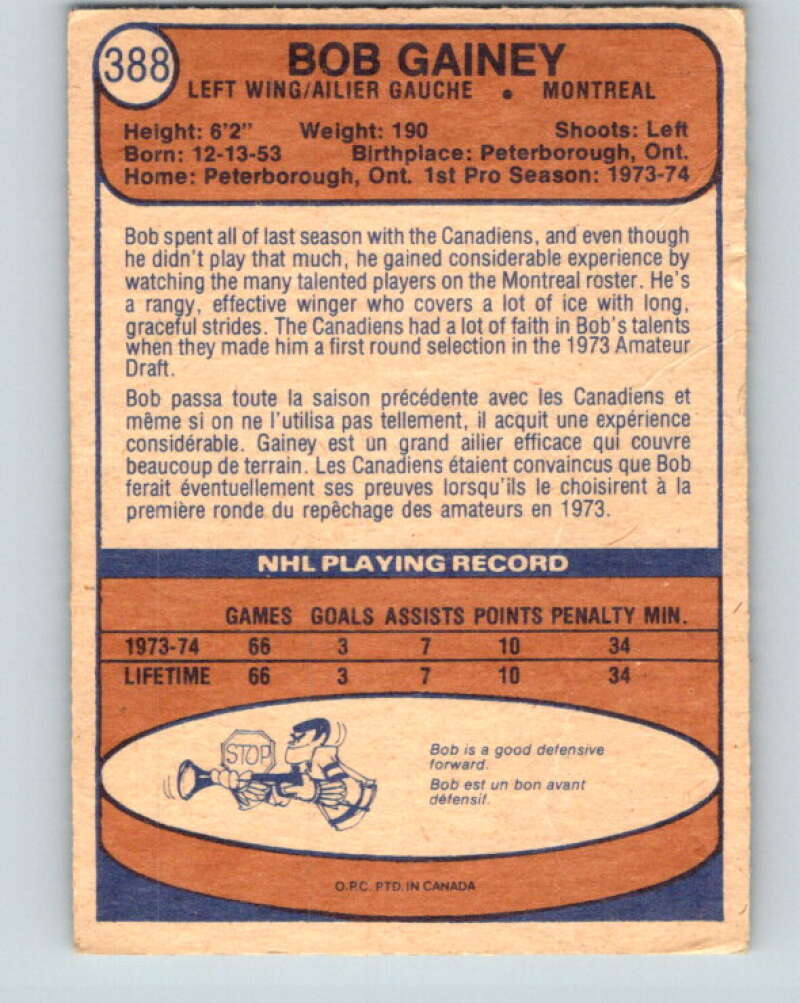 388
BOB GAINEY
LEFT WING/AILIER GAUCHE • MONTREAL
Height: 6'2" Weight: 190 Shoots: Left
Born: 12-13-53 Birthplace: Peterborough, Ont.
Home: Peterborough, Ont. 1st Pro Season: 1973-74
Bob spent all of last season with the Canadiens, and even though
he didn't play that much, he gained considerable experience by
watching the many talented players on the Montreal roster. He's
a rangy, effective winger who covers a lot of ice with long,
graceful strides. The Canadiens had a lot of faith in Bob's talents
when they made him a first round selection in the 1973 Amateur
Draft.
Bob passa toute la saison précédente avec les Canadiens et
même si on ne l'utilisa pas tellement, il acquit une expérience
considérable. Gainey est un grand ailier efficace qui couvre
beaucoup de terrain. Les Canadiens étaient convaincus que Bob
ferait éventuellement ses preuves lorsqu'ils le choisirent à la
première ronde du repêchage des amateurs en 1973.
NHL PLAYING RECORD
GAMES GOALS ASSISTS POINTS PENALTY MIN.
1973-74 66 3 7 10 34
LIFETIME 66 3 7 10 34
STOP
Bob is a good defensive
forward.
Bob est un bon avant
défensif.
O.P.C. PTD. IN CANADA